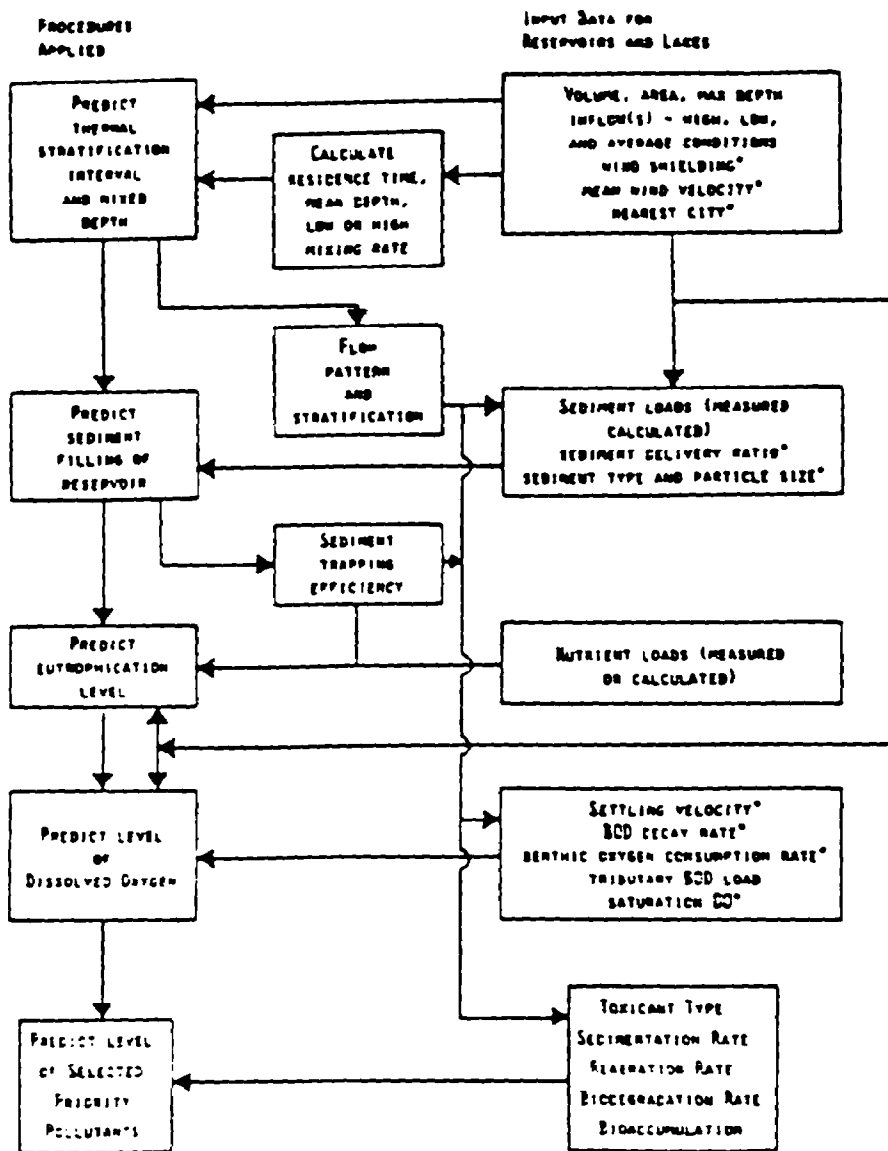 PROCEDURES
APPLIED
INPUT DATA FOR
RESERVOIRS AND LAKES
PREDICT
THERMAL
STRATIFICATION
INTERVAL
AND MIXED
DEPTH
CALCULATE
RESIDENCE TIME,
MEAN DEPTH,
LOW OR HIGH
MIXING RATE
VOLUME, AREA, MAX DEPTH
INFLOW(S) - HIGH, LOW,
AND AVERAGE CONDITIONS
WIND SHIELDING*
MEAN WIND VELOCITY*
NEAREST CITY*
FLOW
PATTERN
AND
STRATIFICATION
PREDICT
SEDIMENT
FILLING OF
RESERVOIR
SEDIMENT LOADS (MEASURED
CALCULATED)
SEDIMENT DELIVERY RATIO*
SEDIMENT TYPE AND PARTICLE SIZE*
SEDIMENT
TRAPPING
EFFICIENCY
PREDICT
EUTROPHICATION
LEVEL
NUTRIENT LOADS (MEASURED
OR CALCULATED)
PREDICT LEVEL
OF
DISSOLVED OXYGEN
SETTLING VELOCITY*
BOD DECAY RATE*
BENTHIC OXYGEN CONSUMPTION RATE*
TRIBUTARY BOD LOAD
SATURATION DO*
PREDICT LEVEL
OF SELECTED
PRIORITY
POLLUTANTS
TOXICANT TYPE
SEDIMENTATION RATE
REAERATION RATE
BIODEGRADATION RATE
BIOACCUMULATION